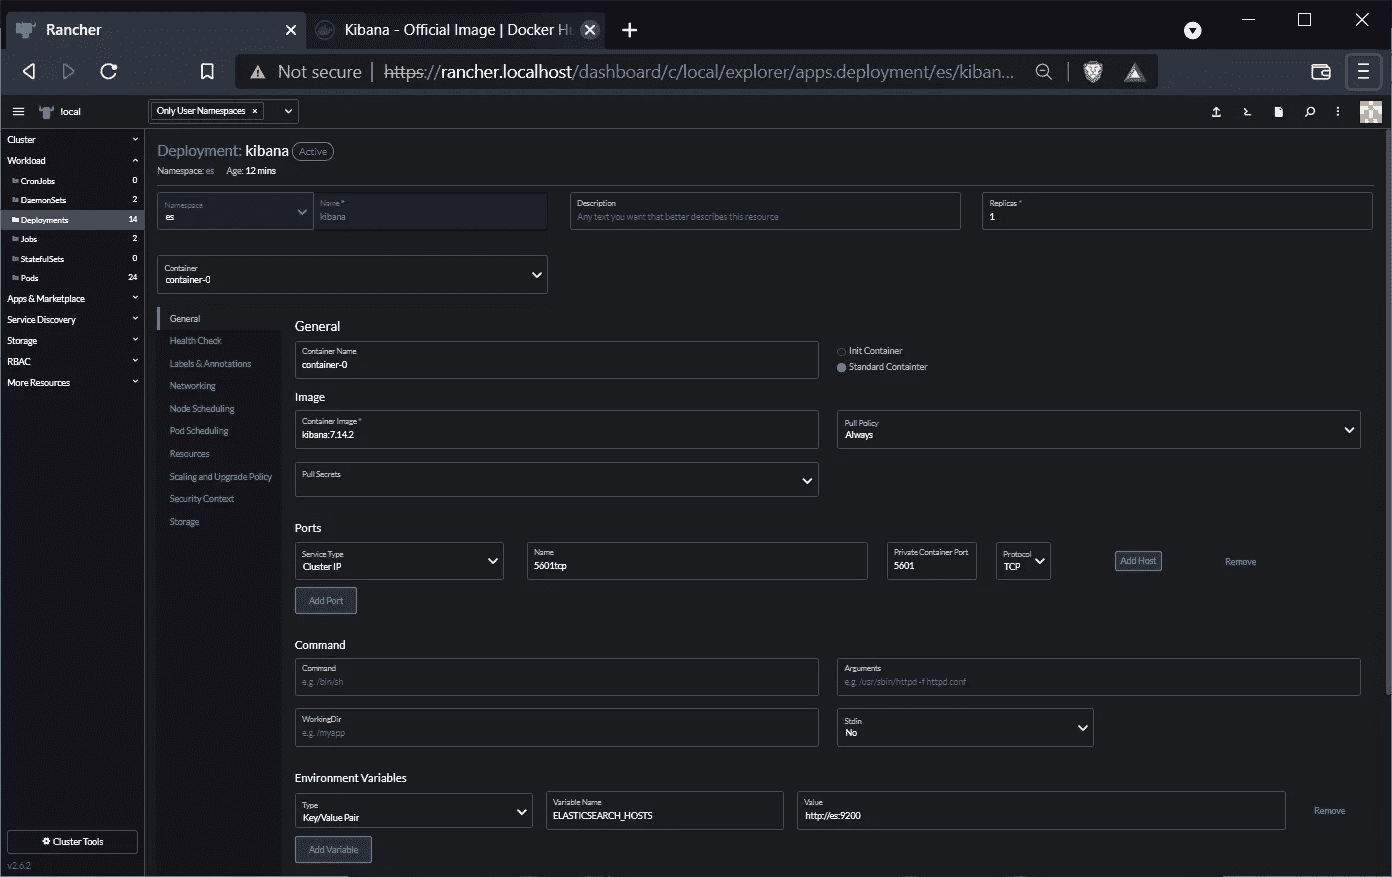 Rancher
Kibana - Official Image | Docker Hu
Not secure | https://rancher.localhost/dashboard/c/local/explorer/apps.deployment/es/kiban...
local
Only User Namespaces ×
Cluster
Workload
CronJobs 0
DaemonSets 2
Deployments 14
Jobs 2
StatefulSets 0
Pods 24
Apps & Marketplace
Service Discovery
Storage
RBAC
More Resources
Cluster Tools
v2.6.2
Deployment: kibana Active
Namespace: es Age: 12 mins
Namespace
es
Name *
kibana
Description
Any text you want that better describes this resource
Replicas *
1
Container
container-0
General
Health Check
Labels & Annotations
Networking
Node Scheduling
Pod Scheduling
Resources
Scaling and Upgrade Policy
Security Context
Storage
General
Container Name
container-0
Init Container
Standard Containter
Image
Container Image *
kibana:7.14.2
Pull Policy
Always
Pull Secrets
Ports
Service Type
Cluster IP
Name
5601tcp
Private Container Port
5601
Protocol
TCP
Add Host
Remove
Add Port
Command
Command
e.g. /bin/sh
Arguments
e.g. /usr/sbin/httpd -f httpd.conf
WorkingDir
e.g. /myapp
Stdin
No
Environment Variables
Type
Key/Value Pair
Variable Name
ELASTICSEARCH_HOSTS
Value
http://es:9200
Remove
Add Variable